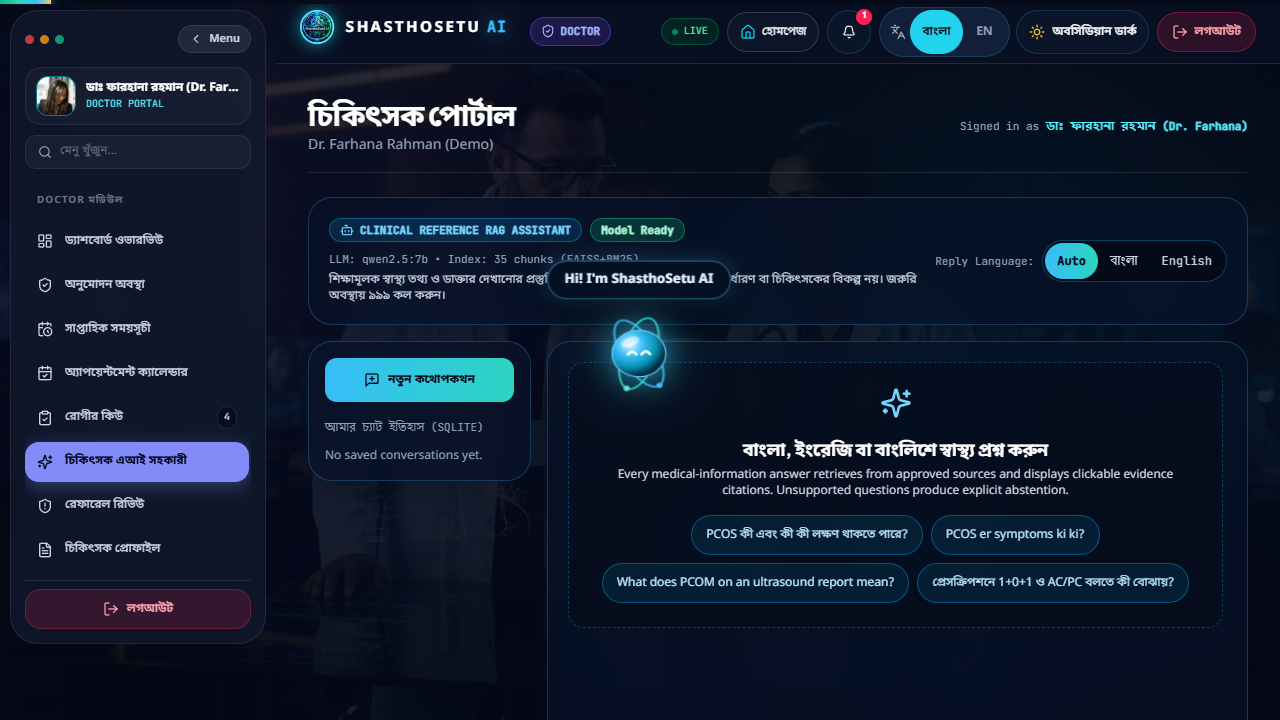 Menu
ডাঃ ফারহানা রহমান (Dr. Far...
DOCTOR PORTAL
মেনু খুঁজুন...
DOCTOR মডিউল
ড্যাশবোর্ড ওভারভিউ
অনুমোদন অবস্থা
সাপ্তাহিক সময়সূচী
অ্যাপয়েন্টমেন্ট ক্যালেন্ডার
রোগীর কিউ
4
চিকিৎসক এআই সহকারী
রেফারেল রিভিউ
চিকিৎসক প্রোফাইল
লগআউট
SHASTHOSETU AI
DOCTOR
LIVE
হোমপেজ
1
বাংলা
EN
অবসিডিয়ান ডার্ক
লগআউট
চিকিৎসক পোর্টাল
Dr. Farhana Rahman (Demo)
Signed in as ডাঃ ফারহানা রহমান (Dr. Farhana)
CLINICAL REFERENCE RAG ASSISTANT
Model Ready
LLM: qwen2.5:7b • Index: 35 chunks (FAISS+BM25)
শিক্ষামূলক স্বাস্থ্য তথ্য ও ডাক্তার দেখানোর প্রস্তুতি
র্ধারণ বা চিকিৎসকের বিকল্প নয়। জরুরি
অবস্থায় ৯৯৯ কল করুন।
Hi! I'm ShasthoSetu AI
Reply Language:
Auto
বাংলা
English
নতুন কথোপকথন
আমার চ্যাট ইতিহাস (SQLITE)
No saved conversations yet.
বাংলা, ইংরেজি বা বাংলিশে স্বাস্থ্য প্রশ্ন করুন
Every medical-information answer retrieves from approved sources and displays clickable evidence
citations. Unsupported questions produce explicit abstention.
PCOS কী এবং কী কী লক্ষণ থাকতে পারে?
PCOS er symptoms ki ki?
What does PCOM on an ultrasound report mean?
প্রেসক্রিপশনে 1+0+1 ও AC/PC বলতে কী বোঝায়?